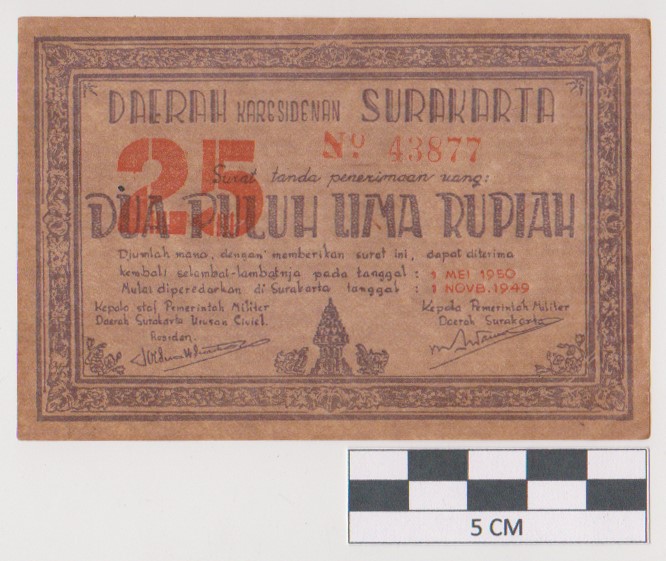 DAERAH KARESIDENAN SURAKARTA
25
Nº 43877
Surat tanda penerimaan uang:
DUA PULUH LIMA RUPIAH
Djumlah mana, dengan memberikan surat ini, dapat diterima
kembali selambat-lambatnja pada tanggal : 1 MEI 1950
Mulai diperedarkan di Surakarta tanggal : 1 NOVB.1949
Kepala staf Pemerintah Militer
Daerah Surakarta Urusan Civiel.
Residen.
Kepala Pemerintah Militer
Daerah Surakarta
5 CM